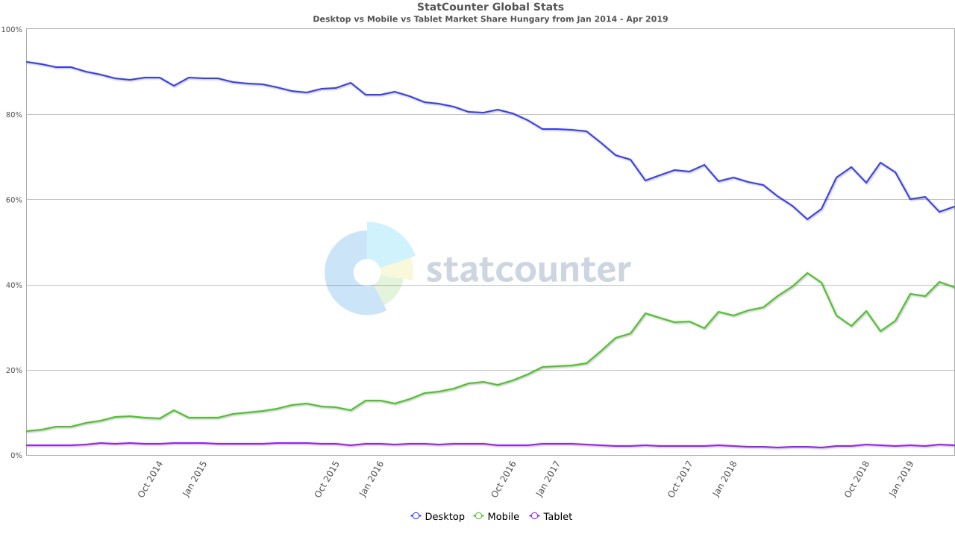 StatCounter Global Stats
Desktop vs Mobile vs Tablet Market Share Hungary from Jan 2014 - Apr 2019
100%
80%
60%
statcounter
40%
20%
0%
Oct 2014 Jan 2015 Oct 2015 Jan 2016 Oct 2016 Jan 2017 Oct 2017 Jan 2018 Oct 2018 Jan 2019
Desktop Mobile Tablet